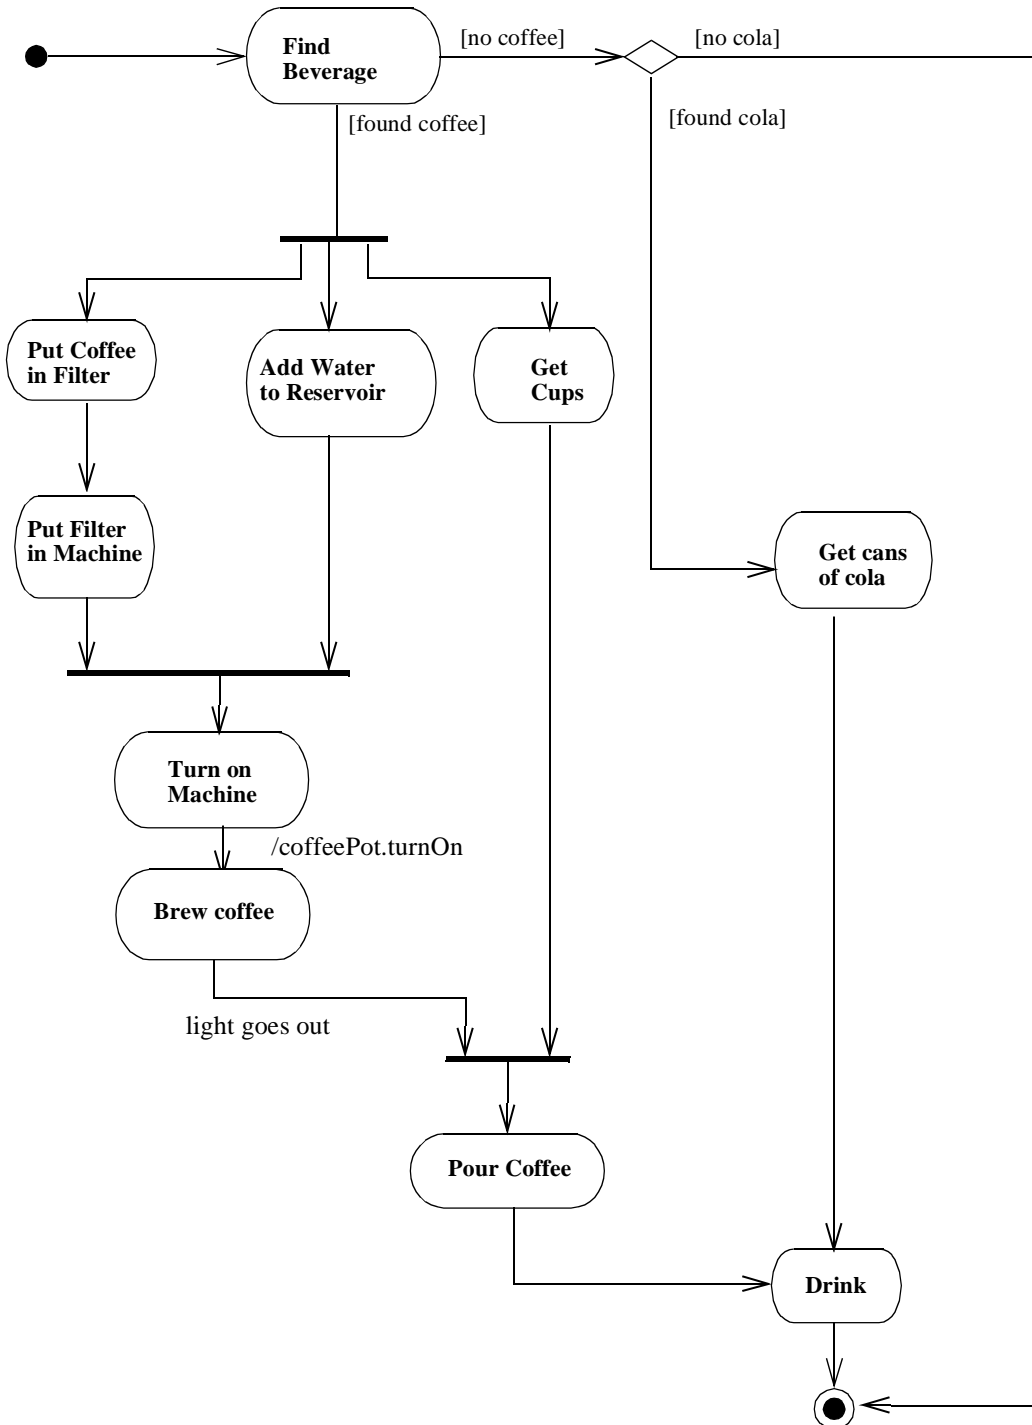 Find
Beverage
[no coffee]
[no cola]
[found coffee]
[found cola]
Put Coffee
in Filter
Add Water
to Reservoir
Get
Cups
Put Filter
in Machine
Get cans
of cola
Turn on
Machine
/coffeePot.turnOn
Brew coffee
light goes out
Pour Coffee
Drink